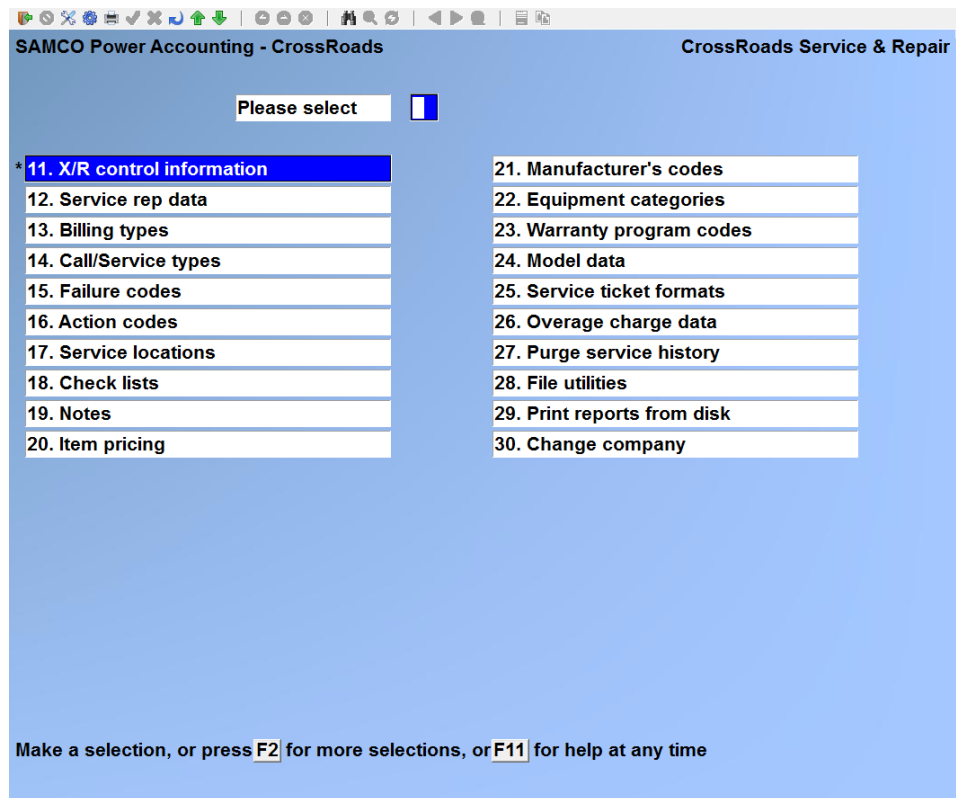 SAMCO Power Accounting - CrossRoads
CrossRoads Service & Repair
Please select
* 11. X/R control information
12. Service rep data
13. Billing types
14. Call/Service types
15. Failure codes
16. Action codes
17. Service locations
18. Check lists
19. Notes
20. Item pricing
21. Manufacturer's codes
22. Equipment categories
23. Warranty program codes
24. Model data
25. Service ticket formats
26. Overage charge data
27. Purge service history
28. File utilities
29. Print reports from disk
30. Change company
Make a selection, or press F2 for more selections, or F11 for help at any time